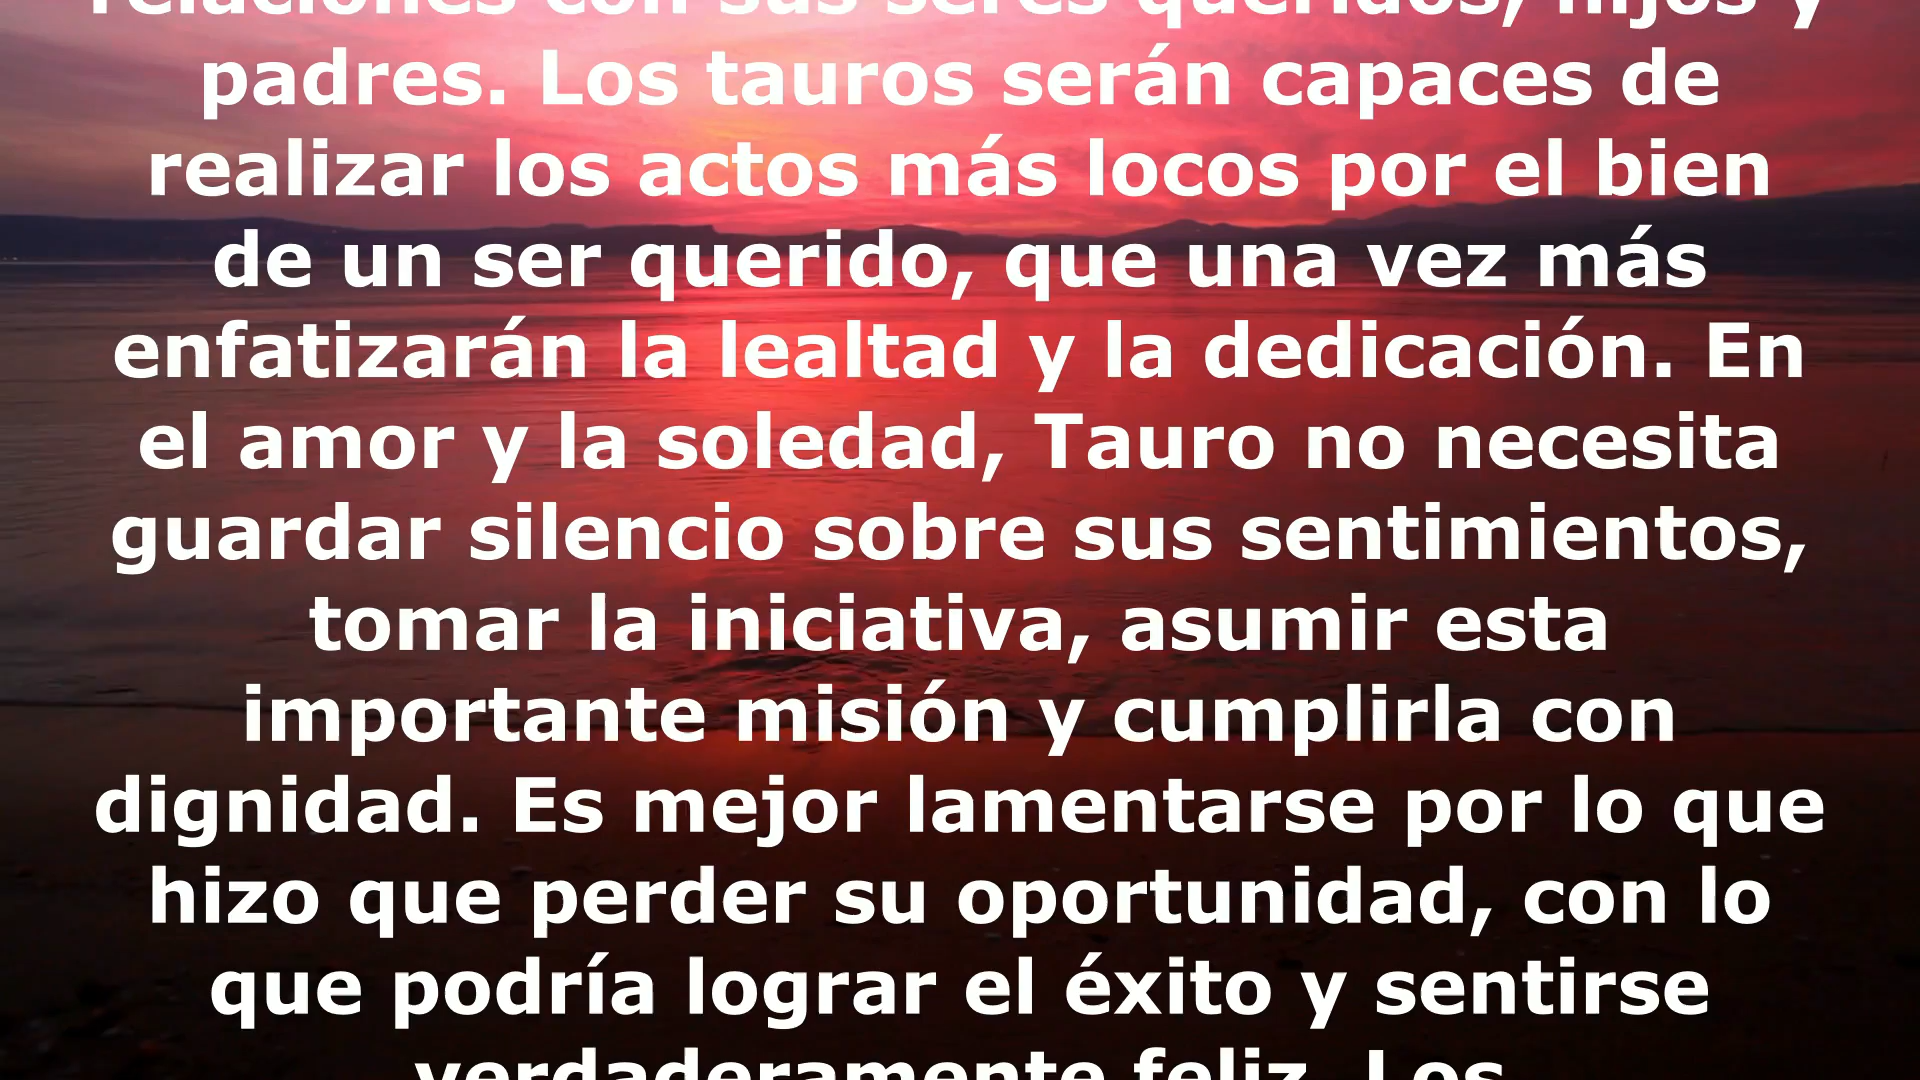 relaciones con sus seres queridos, hijos y
padres. Los tauros serán capaces de
realizar los actos más locos por el bien
de un ser querido, que una vez más
enfatizarán la lealtad y la dedicación. En
el amor y la soledad, Tauro no necesita
guardar silencio sobre sus sentimientos,
tomar la iniciativa, asumir esta
importante misión y cumplirla con
dignidad. Es mejor lamentarse por lo que
hizo que perder su oportunidad, con lo
que podría lograr el éxito y sentirse
verdaderamente feliz. Los